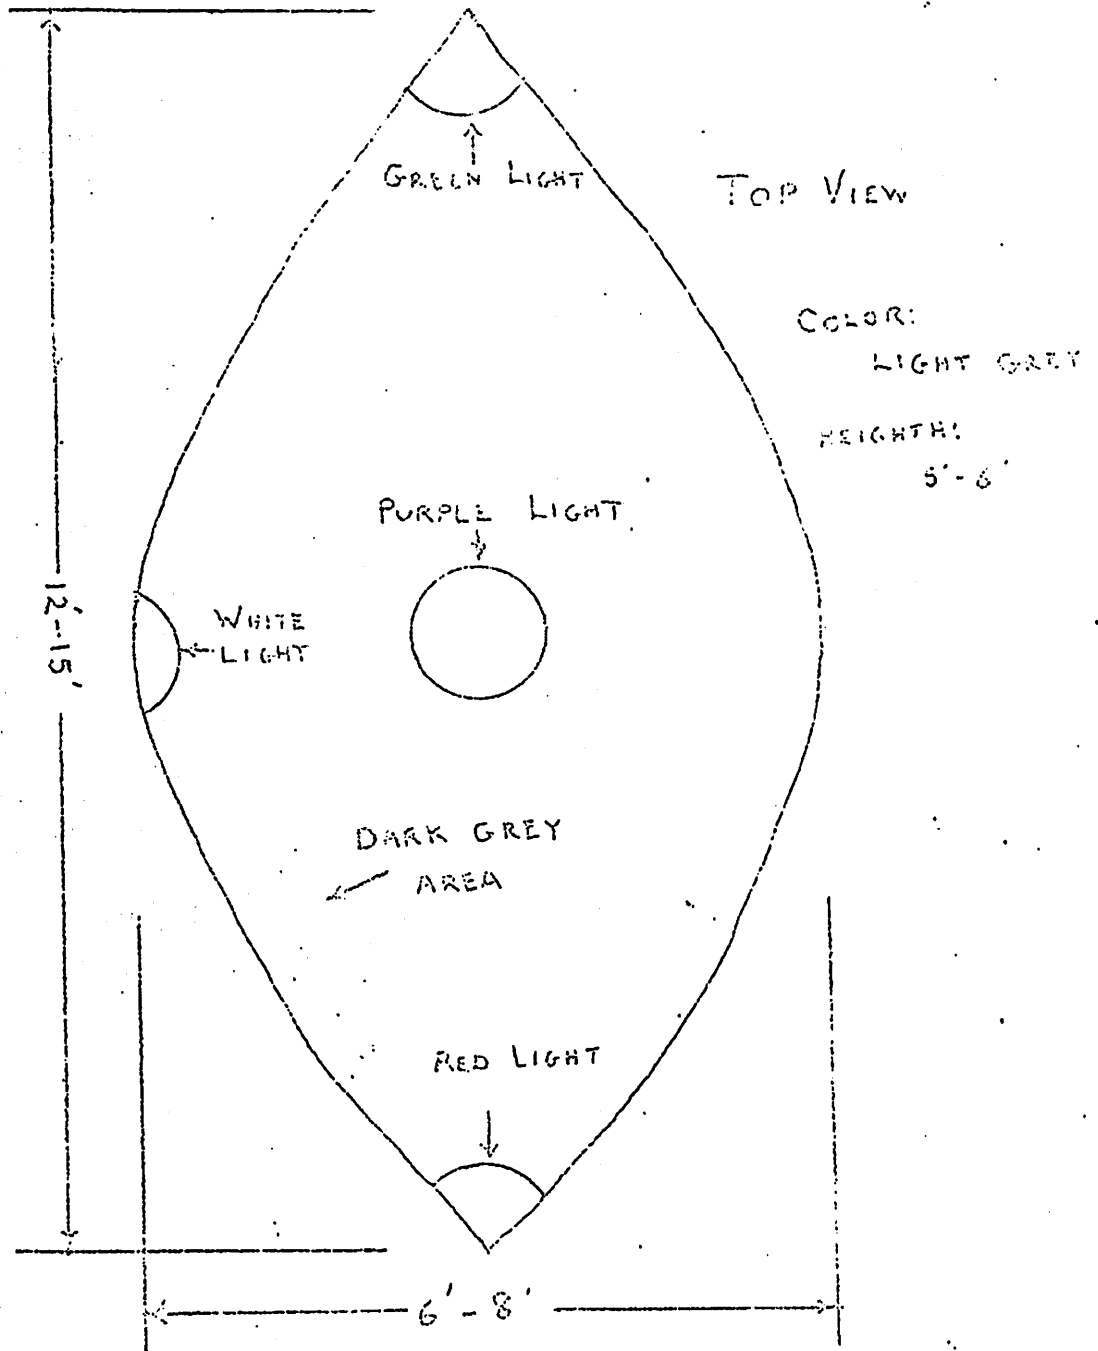 GREEN LIGHT
TOP VIEW
COLOR:
LIGHT GREY
HEIGHTH:
5'-6'
PURPLE LIGHT
WHITE
LIGHT
12'-15'
DARK GREY
AREA
RED LIGHT
6'-8'